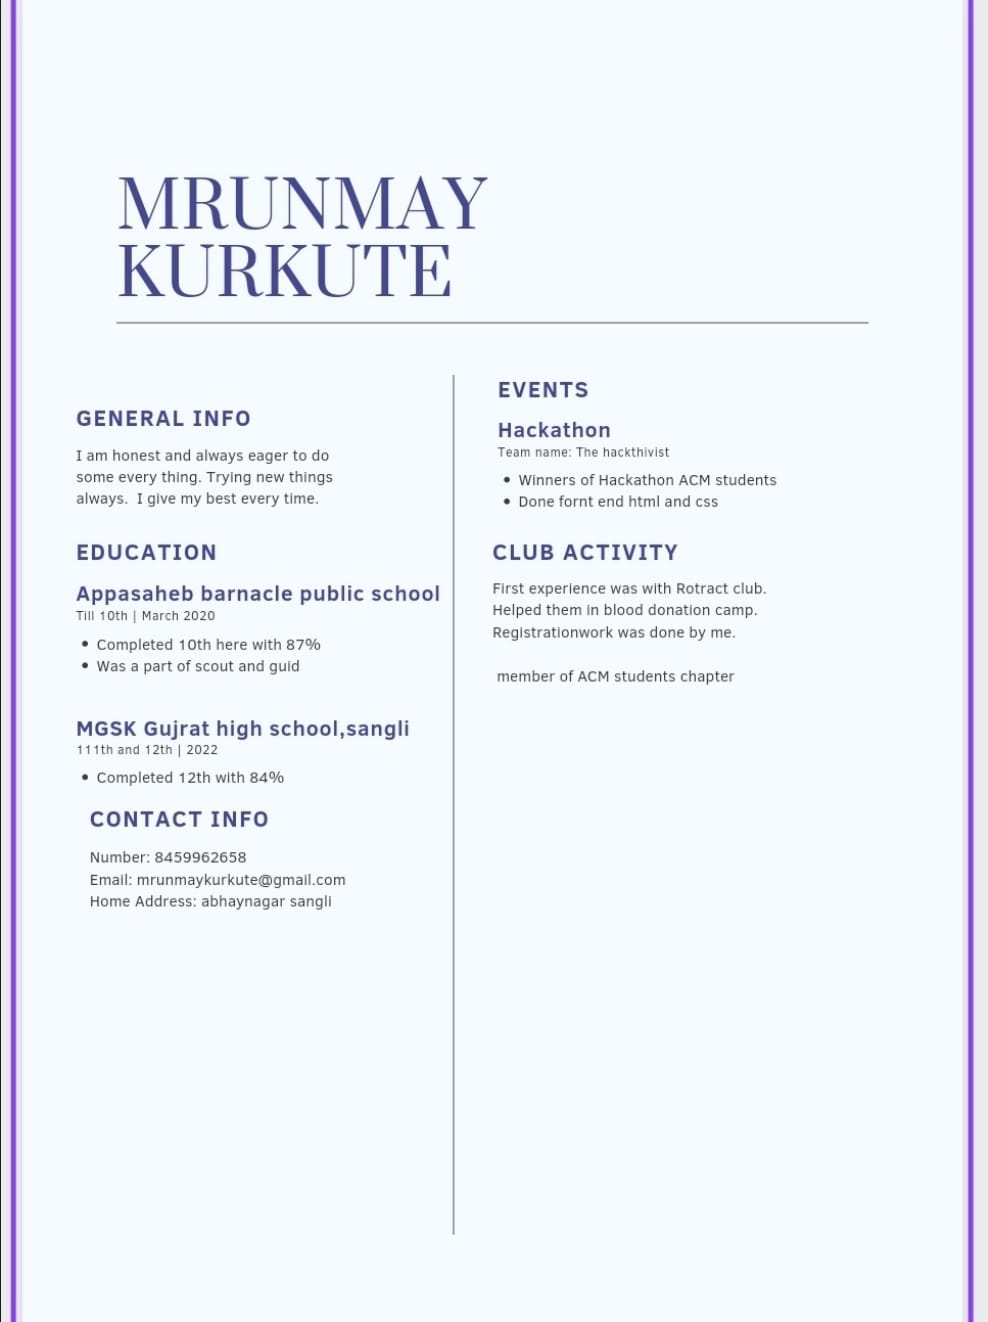 MRUNMAY
KURKUTE
GENERAL INFO
I am honest and always eager to do
some every thing. Trying new things
always.  I give my best every time.
EDUCATION
Appasaheb barnacle public school
Till 10th | March 2020
• Completed 10th here with 87%
• Was a part of scout and guid
MGSK Gujrat high school,sangli
111th and 12th | 2022
• Completed 12th with 84%
CONTACT INFO
Number: 8459962658
Email: mrunmaykurkute@gmail.com
Home Address: abhaynagar sangli
EVENTS
Hackathon
Team name: The hackthivist
• Winners of Hackathon ACM students
• Done fornt end html and css
CLUB ACTIVITY
First experience was with Rotract club.
Helped them in blood donation camp.
Registrationwork was done by me.
member of ACM students chapter